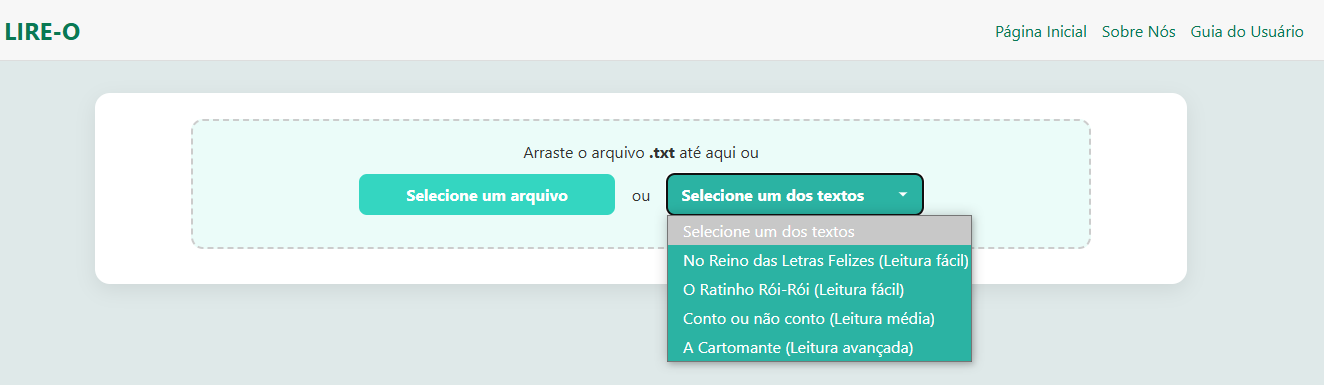 LIRE-O
Página Inicial Sobre Nós Guia do Usuário
Arraste o arquivo .txt até aqui ou
Selecione um arquivo ou Selecione um dos textos
Selecione um dos textos
No Reino das Letras Felizes (Leitura fácil)
O Ratinho Rói-Rói (Leitura fácil)
Conto ou não conto (Leitura média)
A Cartomante (Leitura avançada)